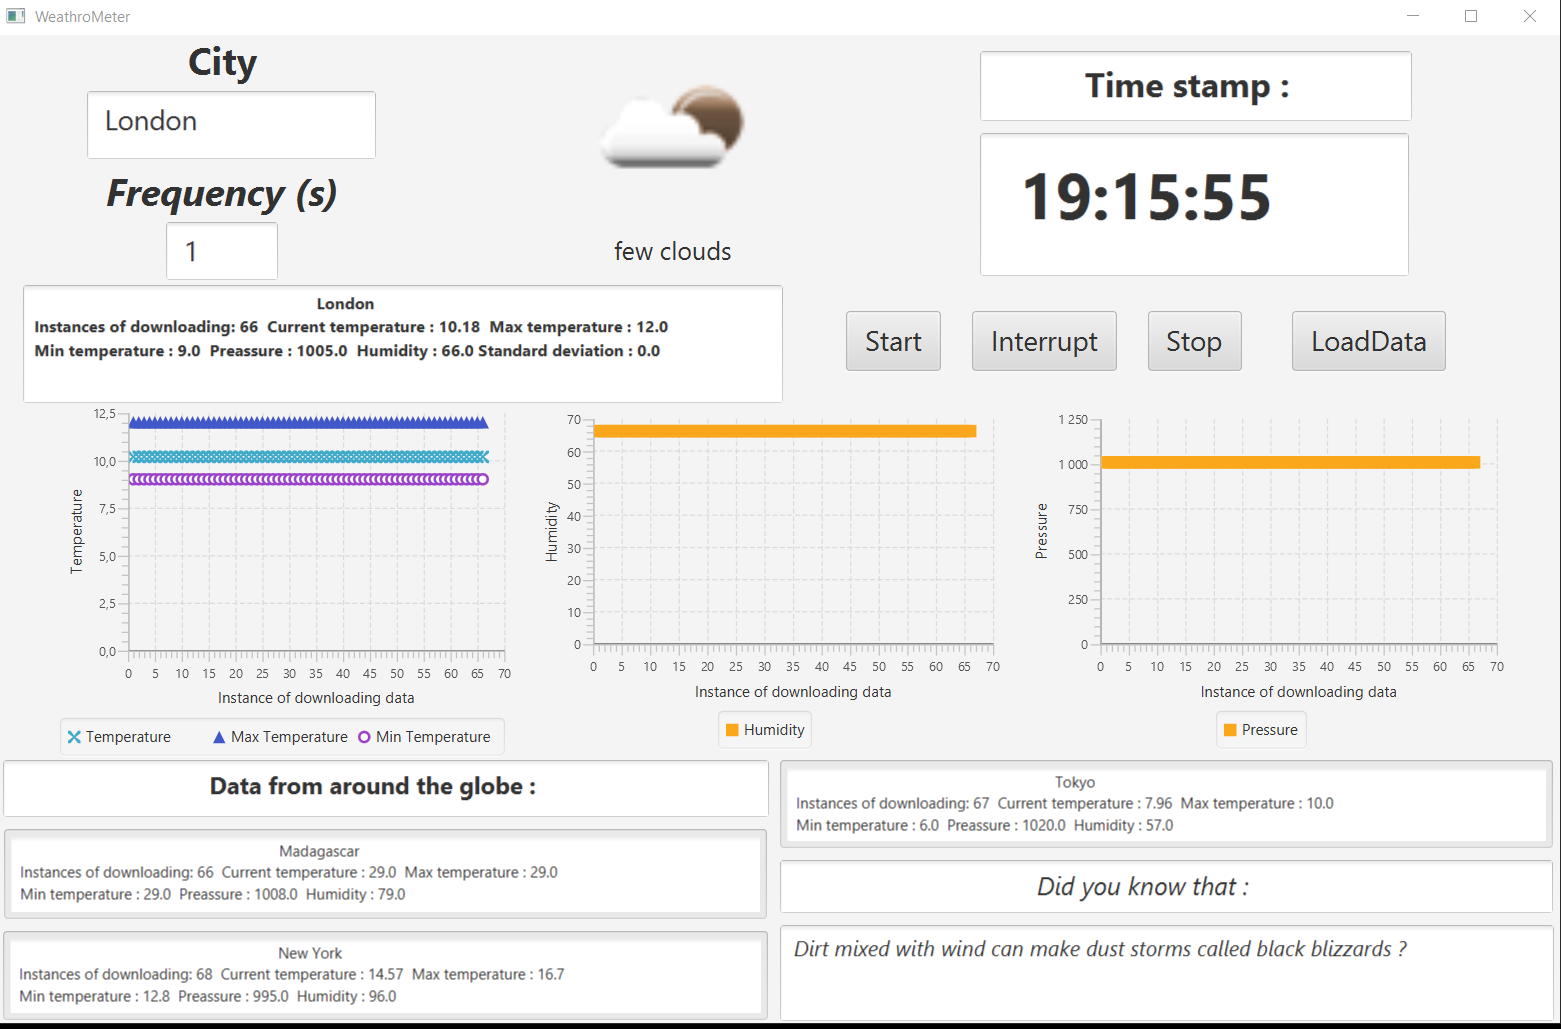 WeathroMeter
City
London
Frequency (s)
1
few clouds
Time stamp :
19:15:55
London
Instances of downloading: 66 Current temperature : 10.18 Max temperature : 12.0
Min temperature : 9.0 Preassure : 1005.0 Humidity : 66.0 Standard deviation : 0.0
Start Interrupt Stop LoadData
Temperature
12,5
10,0
7,5
5,0
2,5
0,0
0 5 10 15 20 25 30 35 40 45 50 55 60 65 70
Instance of downloading data
Temperature Max Temperature Min Temperature
Humidity
70
60
50
40
30
20
10
0
0 5 10 15 20 25 30 35 40 45 50 55 60 65 70
Instance of downloading data
Humidity
Pressure
1 250
1 000
750
500
250
0
0 5 10 15 20 25 30 35 40 45 50 55 60 65 70
Instance of downloading data
Pressure
Data from around the globe :
Madagascar
Instances of downloading: 66 Current temperature : 29.0 Max temperature : 29.0
Min temperature : 29.0 Preassure : 1008.0 Humidity : 79.0
New York
Instances of downloading: 68 Current temperature : 14.57 Max temperature : 16.7
Min temperature : 12.8 Preassure : 995.0 Humidity : 96.0
Tokyo
Instances of downloading: 67 Current temperature : 7.96 Max temperature : 10.0
Min temperature : 6.0 Preassure : 1020.0 Humidity : 57.0
Did you know that :
Dirt mixed with wind can make dust storms called black blizzards ?